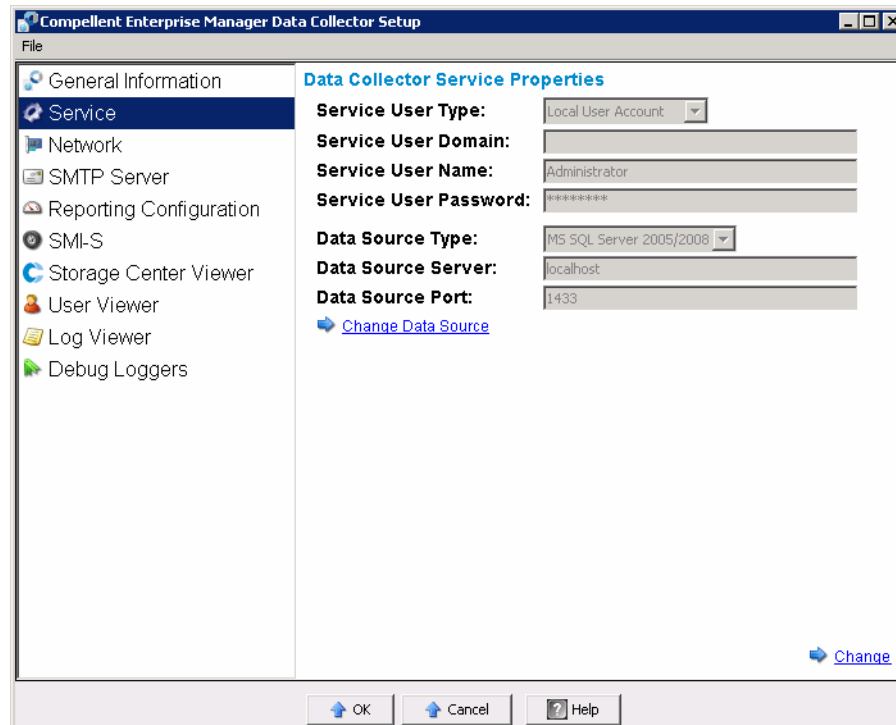 Compellent Enterprise Manager Data Collector Setup
File
General Information
Service
Network
SMTP Server
Reporting Configuration
SMI-S
Storage Center Viewer
User Viewer
Log Viewer
Debug Loggers
Data Collector Service Properties
Service User Type: Local User Account
Service User Domain:
Service User Name: Administrator
Service User Password: ********
Data Source Type: MS SQL Server 2005/2008
Data Source Server: localhost
Data Source Port: 1433
Change Data Source
Change
OK Cancel ? Help